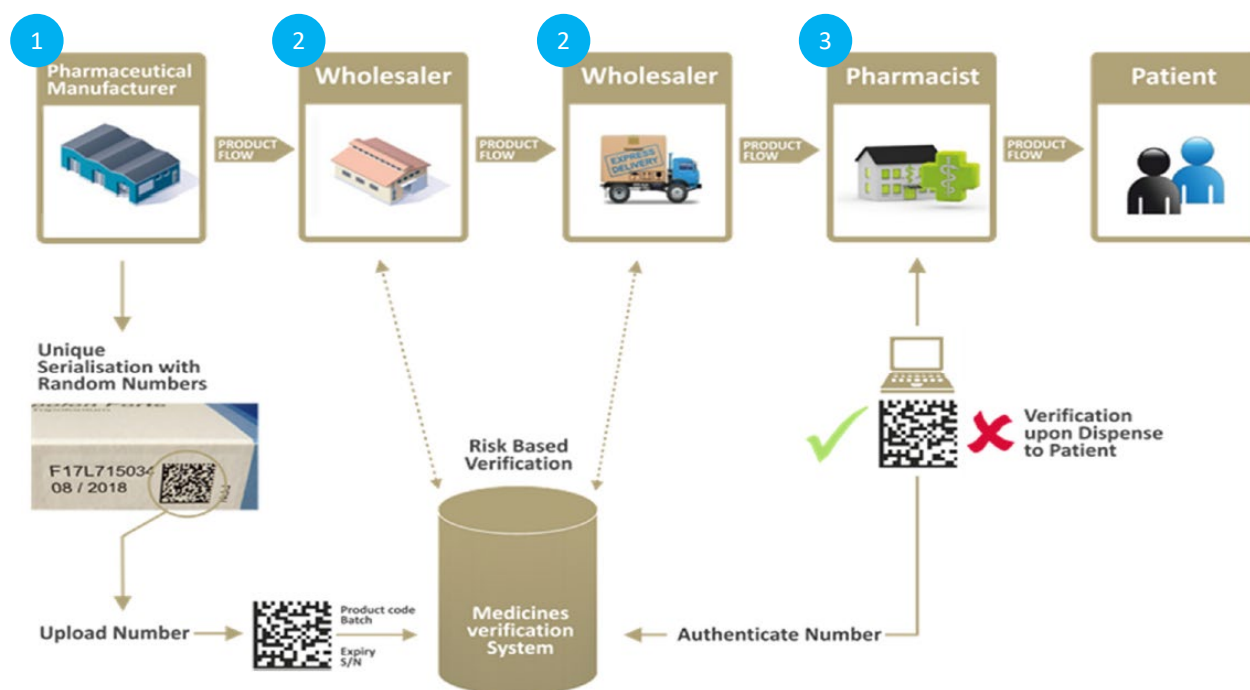 1
Pharmaceutical
Manufacturer
2
Wholesaler
2
Wholesaler
3
Pharmacist
Patient
PRODUCT
FLOW
PRODUCT
FLOW
PRODUCT
FLOW
PRODUCT
FLOW
EXPRESS
DELIVERY
Unique
Serialisation with
Random Numbers
F17L715034
08 / 2018
Risk Based
Verification
Verification
upon Dispense
to Patient
Upload Number
Product code
Batch
Expiry
S/N
Medicines
verification
System
Authenticate Number